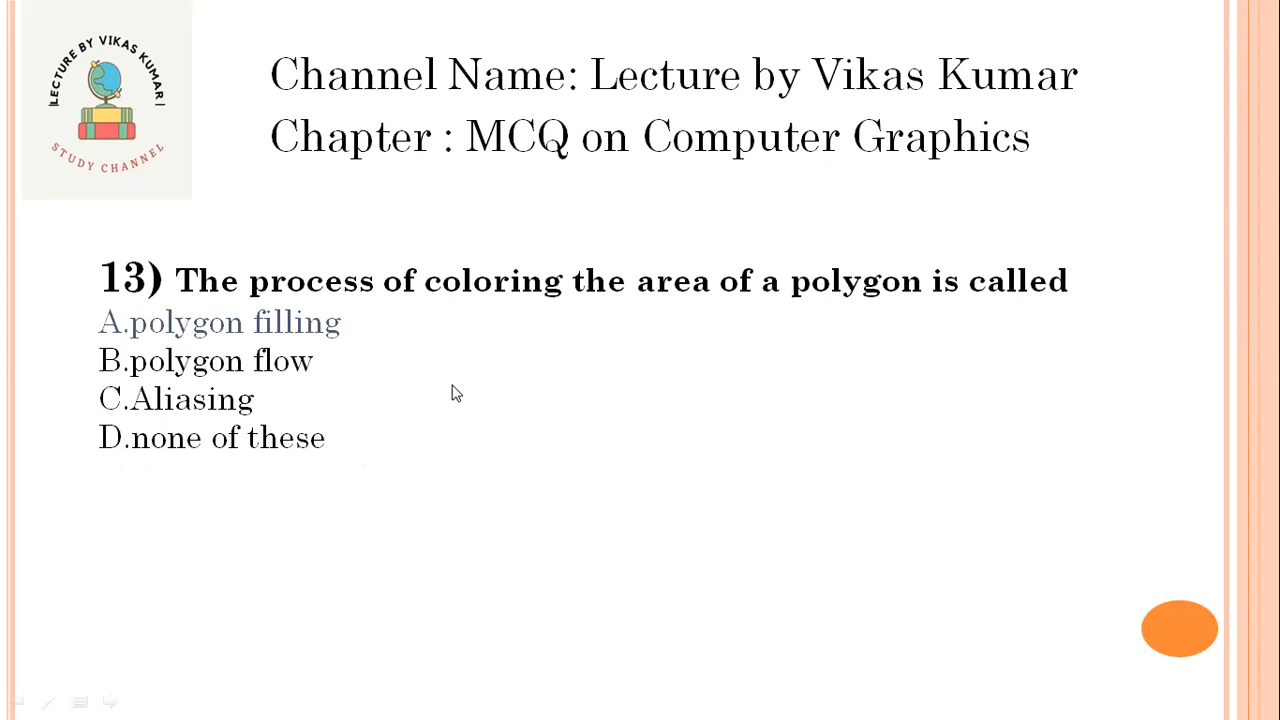 LECTURE BY VIKAS KUMAR
STUDY CHANNEL
Channel Name: Lecture by Vikas Kumar
Chapter : MCQ on Computer Graphics
13) The process of coloring the area of a polygon is called
A.polygon filling
B.polygon flow
C.Aliasing
D.none of these